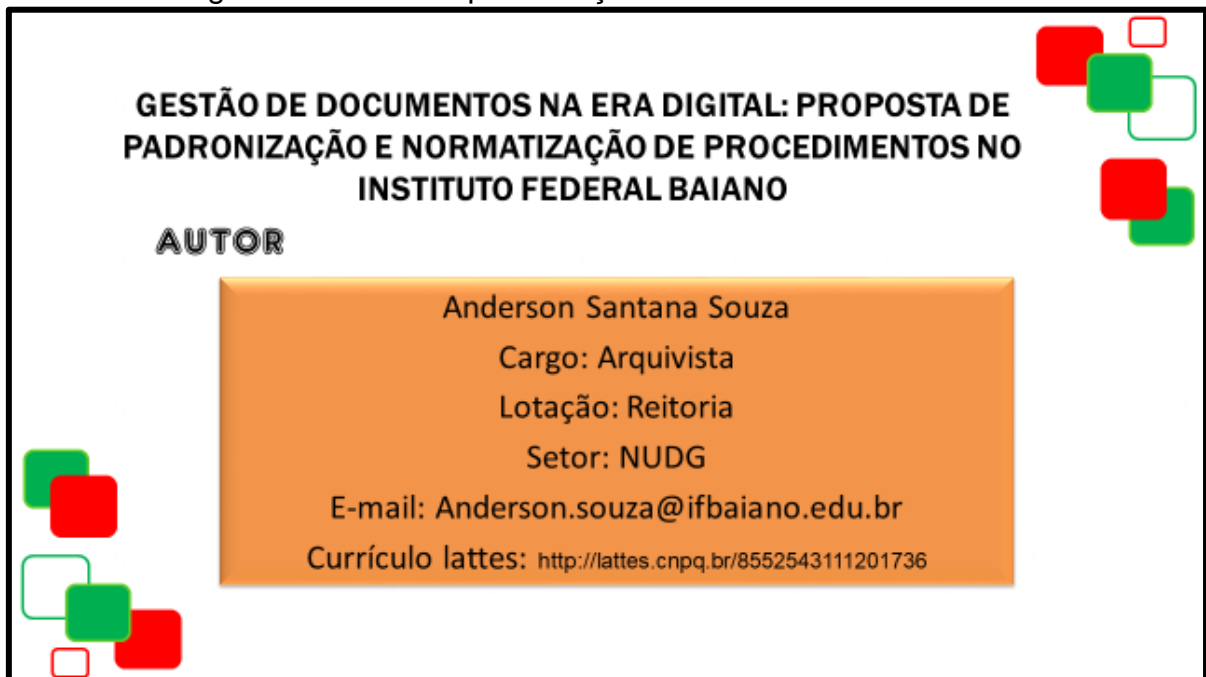 GESTÃO DE DOCUMENTOS NA ERA DIGITAL: PROPOSTA DE
PADRONIZAÇÃO E NORMATIZAÇÃO DE PROCEDIMENTOS NO
INSTITUTO FEDERAL BAIANO
AUTOR
Anderson Santana Souza
Cargo: Arquivista
Lotação: Reitoria
Setor: NUDG
E-mail: Anderson.souza@ifbaiano.edu.br
Currículo lattes: http://lattes.cnpq.br/8552543111201736